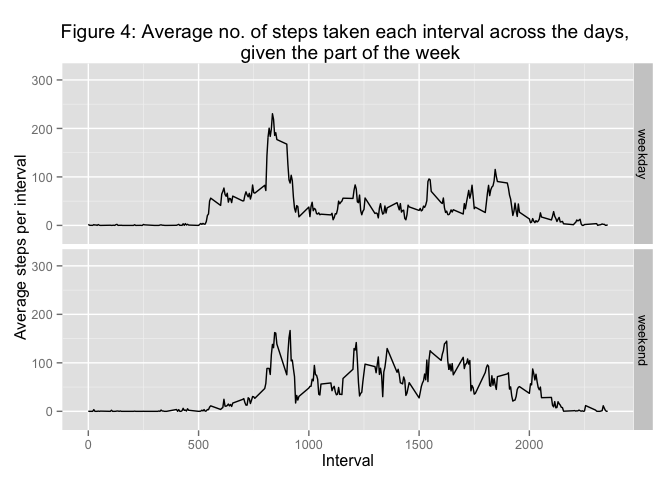 Figure 4: Average no. of steps taken each interval across the days,
given the part of the week
Average steps per interval
300
200
100
0
weekday
300
200
100
0
weekend
0 500 1000 1500 2000
Interval